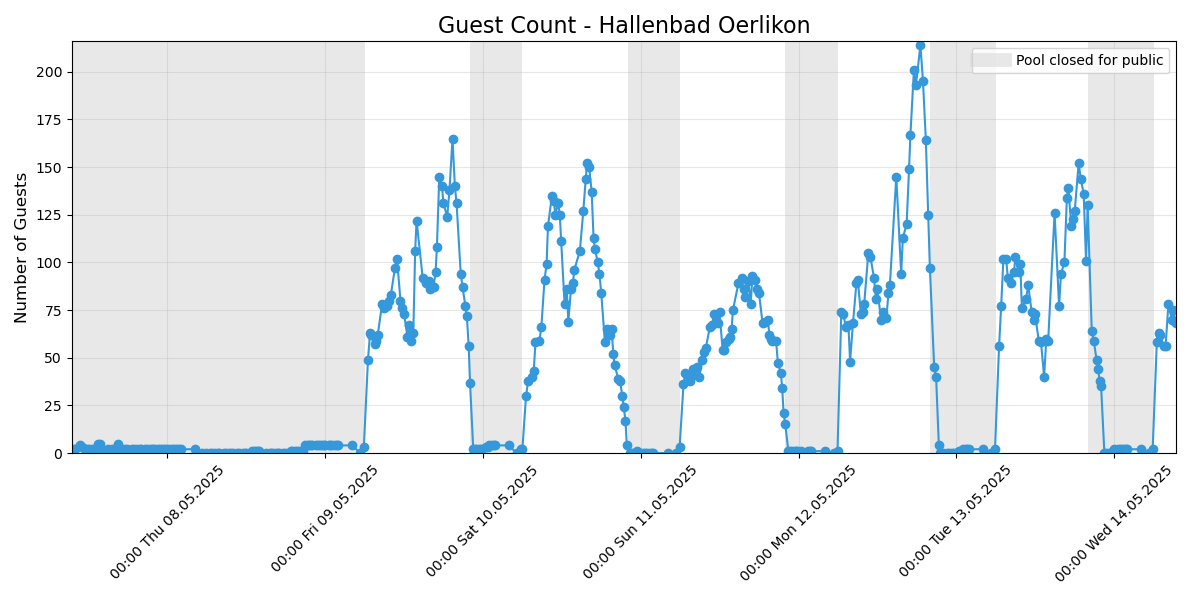 Guest Count - Hallenbad Oerlikon
Pool closed for public
Number of Guests
200
175
150
125
100
75
50
25
0
00:00 Thu 08.05.2025
00:00 Fri 09.05.2025
00:00 Sat 10.05.2025
00:00 Sun 11.05.2025
00:00 Mon 12.05.2025
00:00 Tue 13.05.2025
00:00 Wed 14.05.2025